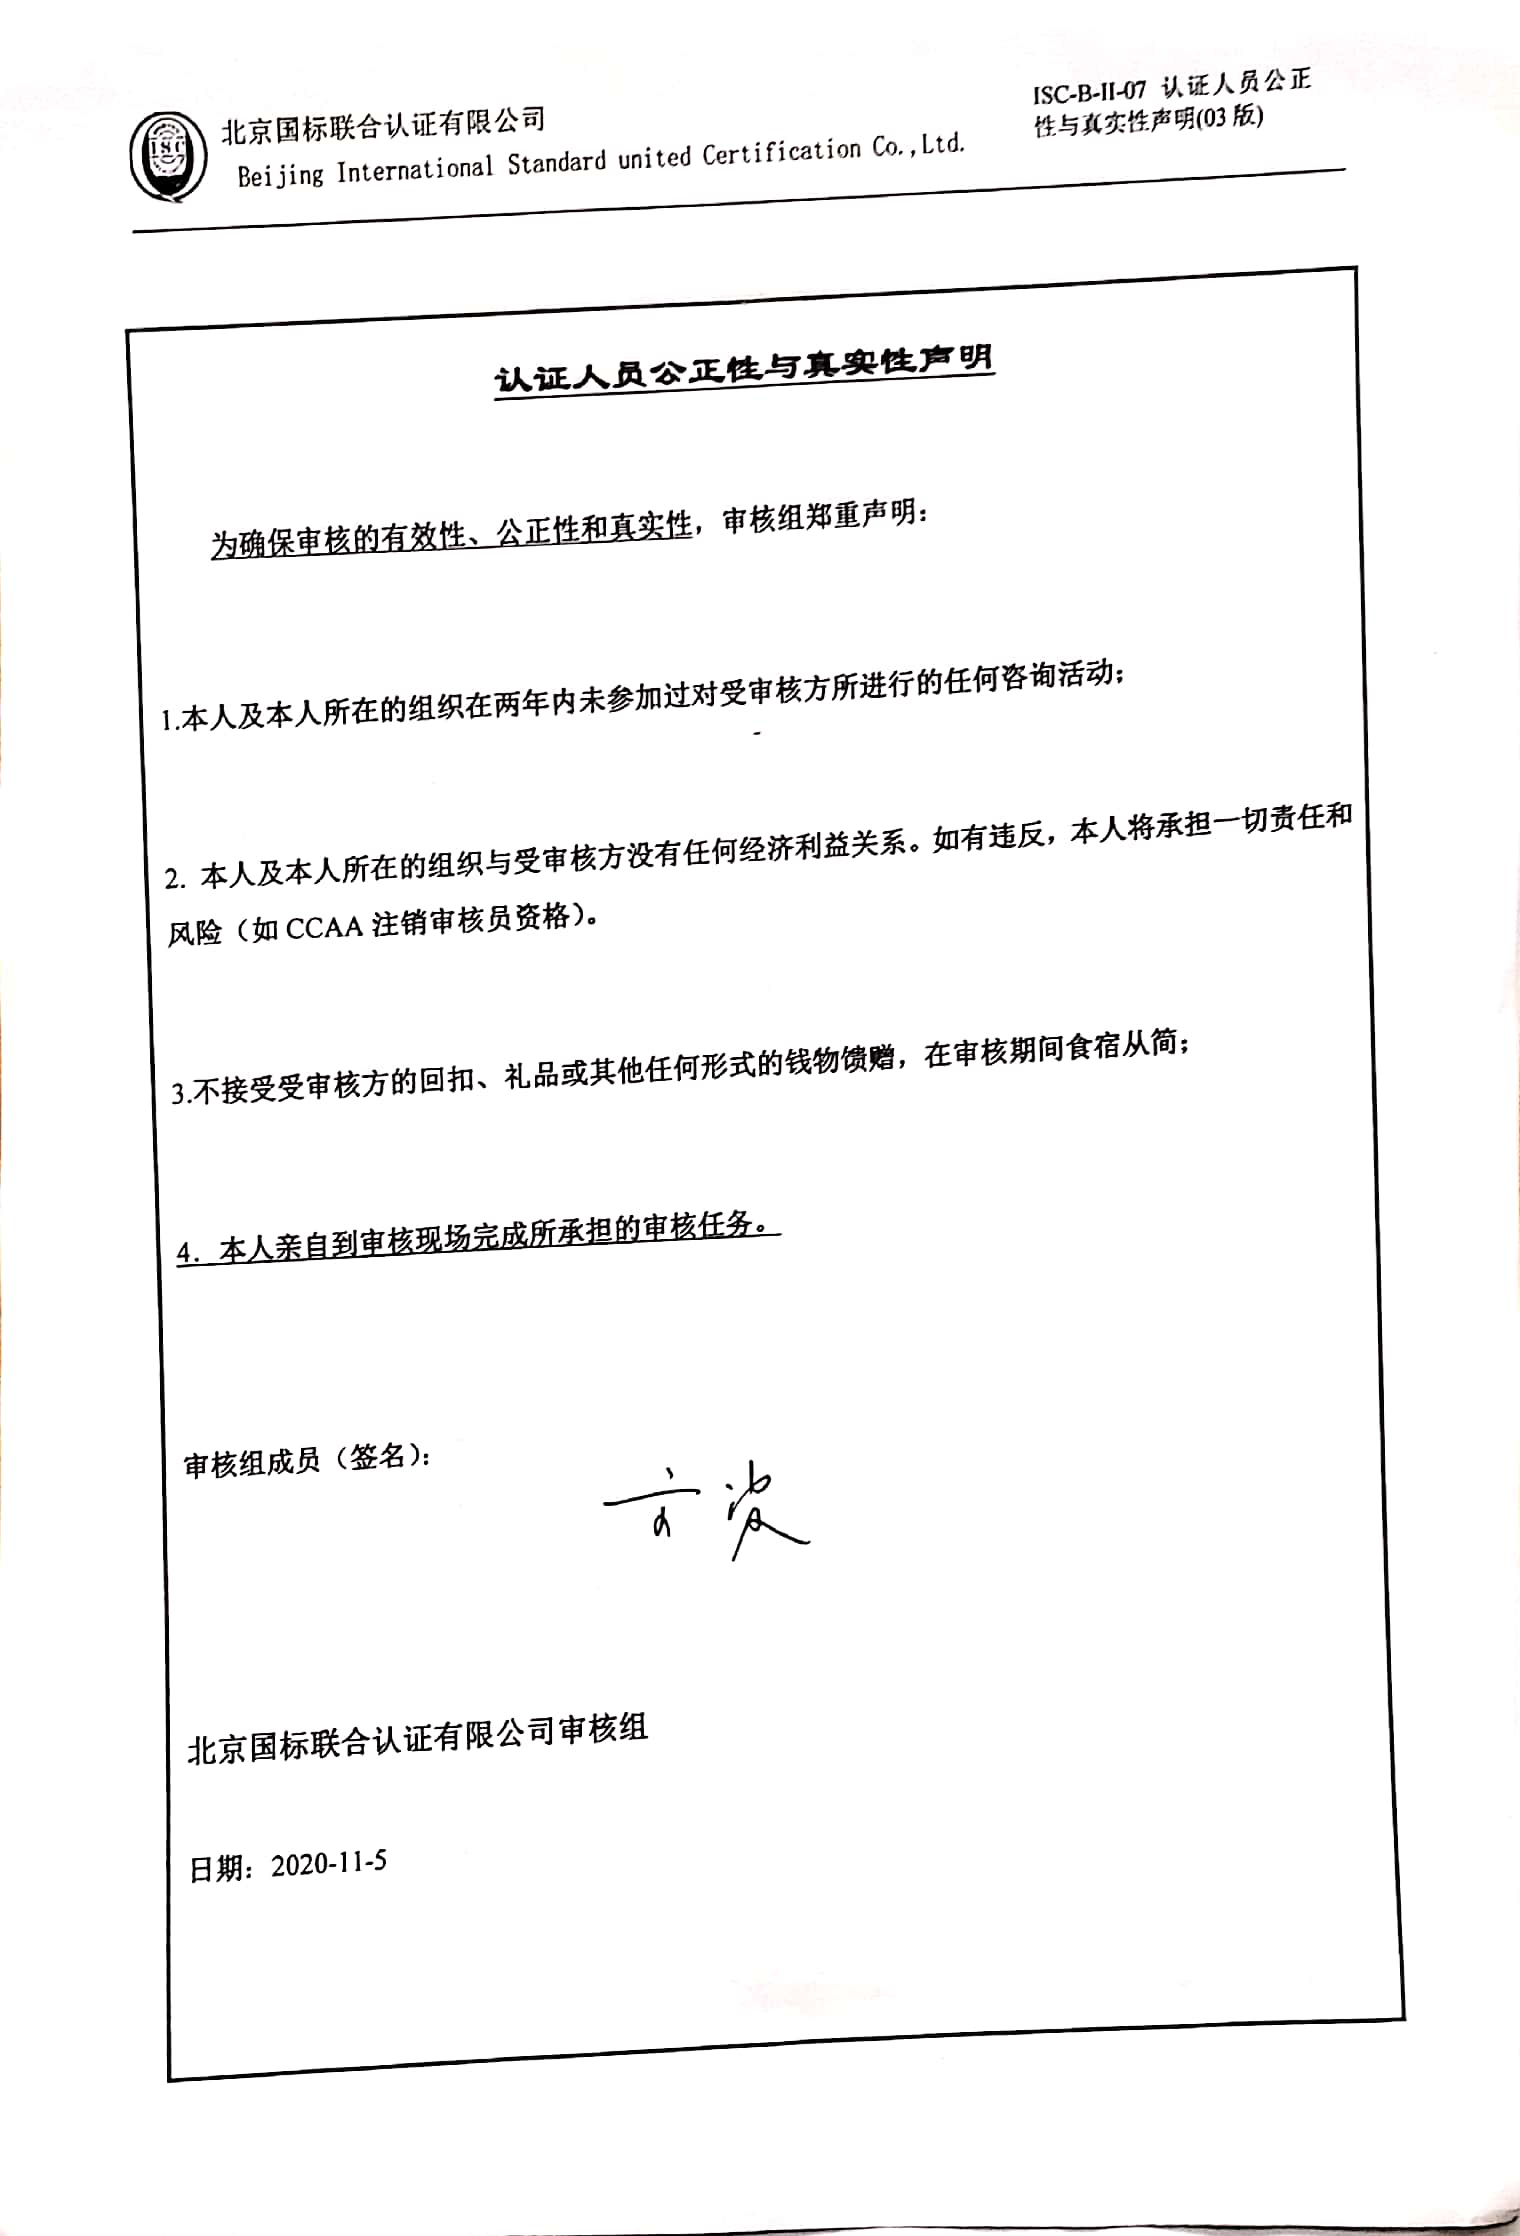 ISC
北京国标联合认证有限公司
Beijing International Standard united Certification Co.,Ltd.
ISC-B-II-07 认证人员公正
性与真实性声明(03 版)
认证人员公正性与真实性声明
为确保审核的有效性、公正性和真实性，审核组郑重声明：
1.本人及本人所在的组织在两年内未参加过对受审核方所进行的任何咨询活动；
2. 本人及本人所在的组织与受审核方没有任何经济利益关系。如有违反，本人将承担一切责任和
风险（如 CCAA 注销审核员资格）。
3.不接受受审核方的回扣、礼品或其他任何形式的钱物馈赠，在审核期间食宿从简；
4. 本人亲自到审核现场完成所承担的审核任务。
审核组成员（签名）：
北京国标联合认证有限公司审核组
日期：2020-11-5